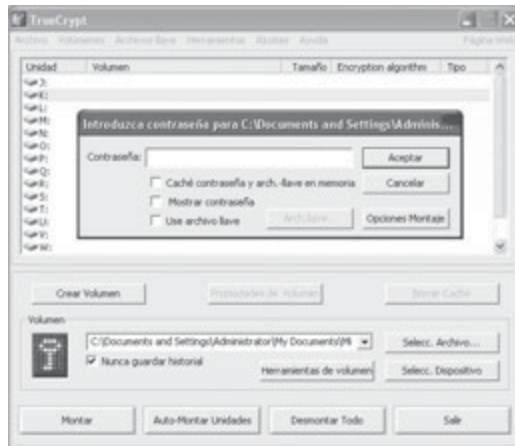 TrueCrypt
Archivo Volúmenes Archivos-llave Herramientas Ajustes Ayuda Página Web
Unidad Volumen Tamaño Encryption algorithm Tipo
J:
K:
L:
M:
N:
O:
P:
Q:
R:
S:
T:
U:
V:
W:
Introduzca contraseña para C:\Documents and Settings\Adminis...
Contraseña: Aceptar
Caché contraseña y arch.-llave en memoria Cancelar
Mostrar contraseña
Use archivo llave Arch.llave... Opciones Montaje
Crear Volumen Propiedades de Volumen Borrar Caché
Volumen
C:\Documents and Settings\Administrator\My Documents\Mi Selecc. Archivo...
Nunca guardar historial
Herramientas de volumen Selecc. Dispositivo
Montar Auto-Montar Unidades Desmontar Todo Salir